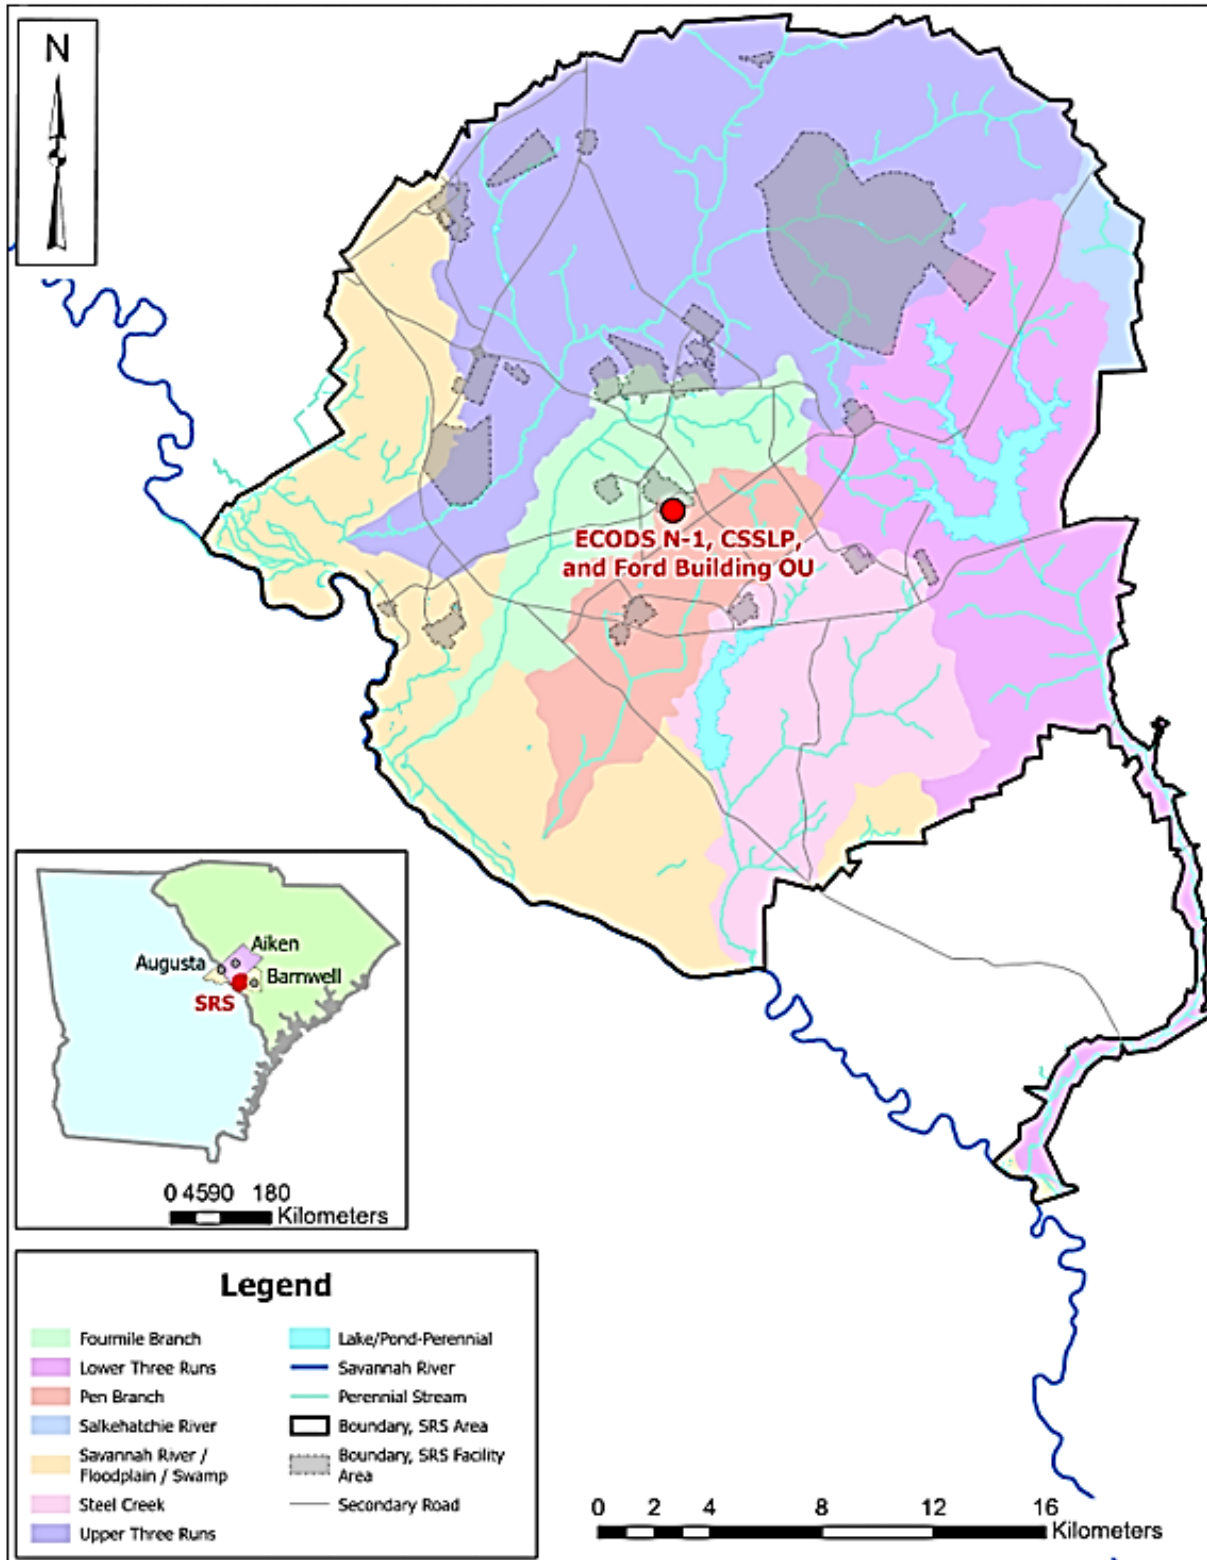 N
ECODS N-1, CSSLP,
and Ford Building OU
Aiken
Augusta
Barnwell
SRS
0 4590 180
Kilometers
Legend
Fourmile Branch
Lower Three Runs
Pen Branch
Salkehatchie River
Savannah River /
Floodplain / Swamp
Steel Creek
Upper Three Runs
Lake/Pond-Perennial
Savannah River
Perennial Stream
Boundary, SRS Area
Boundary, SRS Facility
Area
Secondary Road
0 2 4 8 12 16
Kilometers